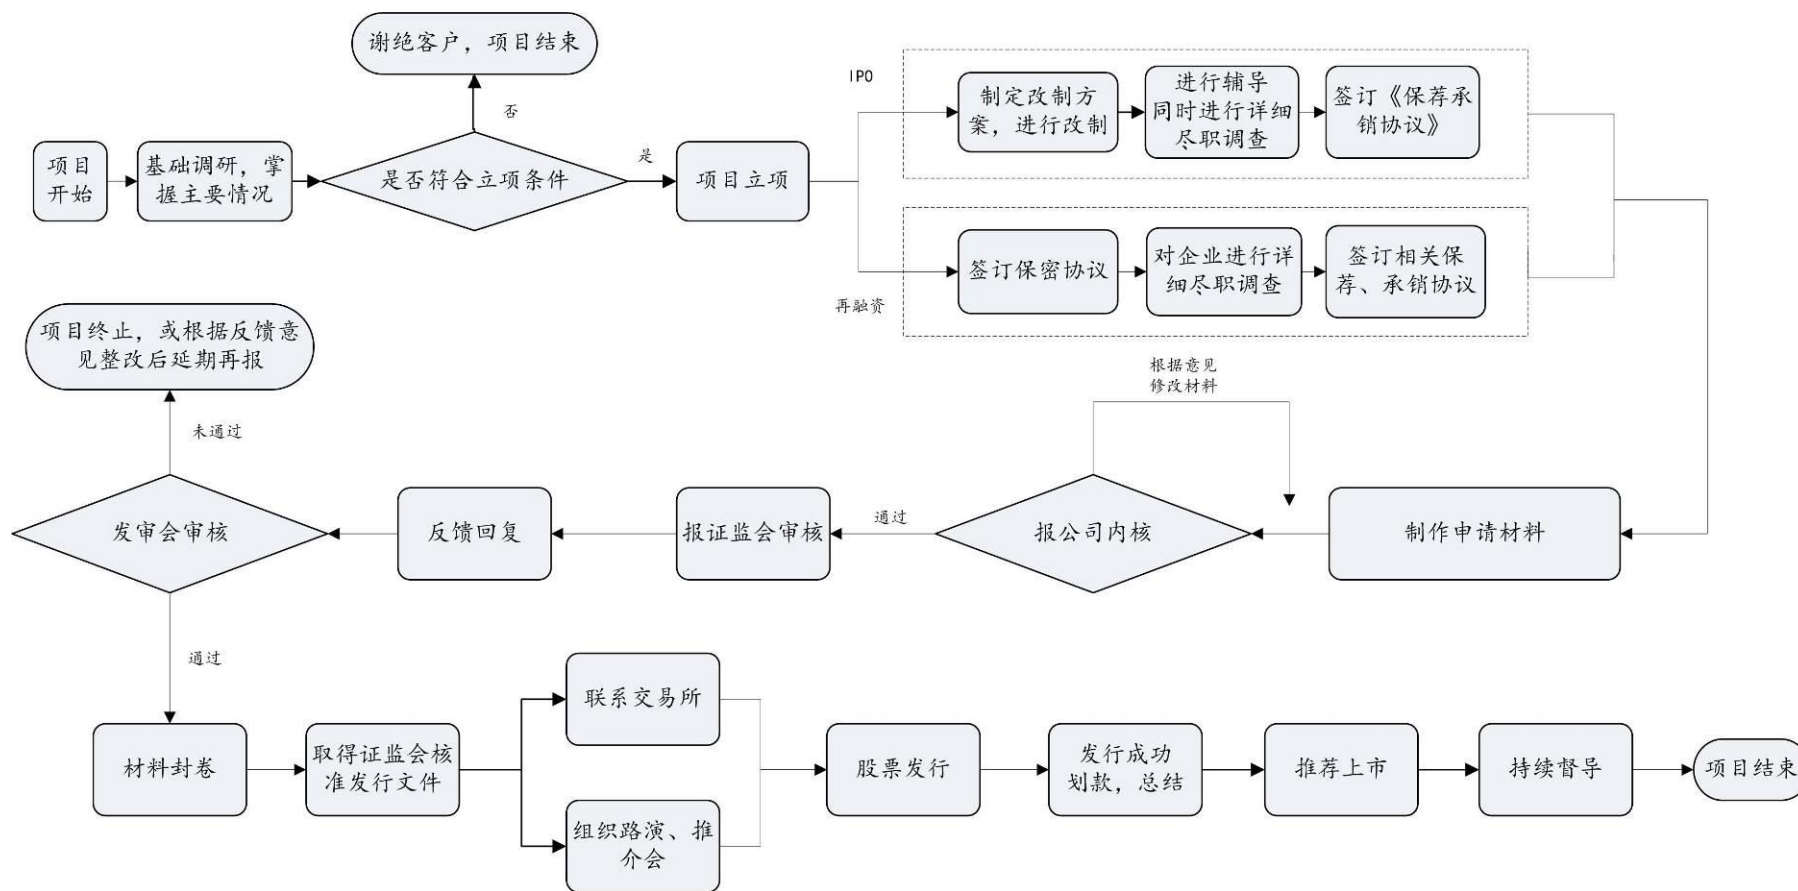 谢绝客户，项目结束
否
项目
开始
基础调研，掌
握主要情况
是否符合立项条件
是
项目立项
IPO
制定改制方
案，进行改制
进行辅导
同时进行详细
尽职调查
签订《保荐承
销协议》
再融资
签订保密协议
对企业进行详
细尽职调查
签订相关保
荐、承销协议
项目终止，或根据反馈意
见整改后延期再报
未通过
根据意见
修改材料
发审会审核
反馈回复
报证监会审核
通过
报公司内核
制作申请材料
通过
材料封卷
取得证监会核
准发行文件
联系交易所
组织路演、推
介会
股票发行
发行成功
划款，总结
推荐上市
持续督导
项目结束